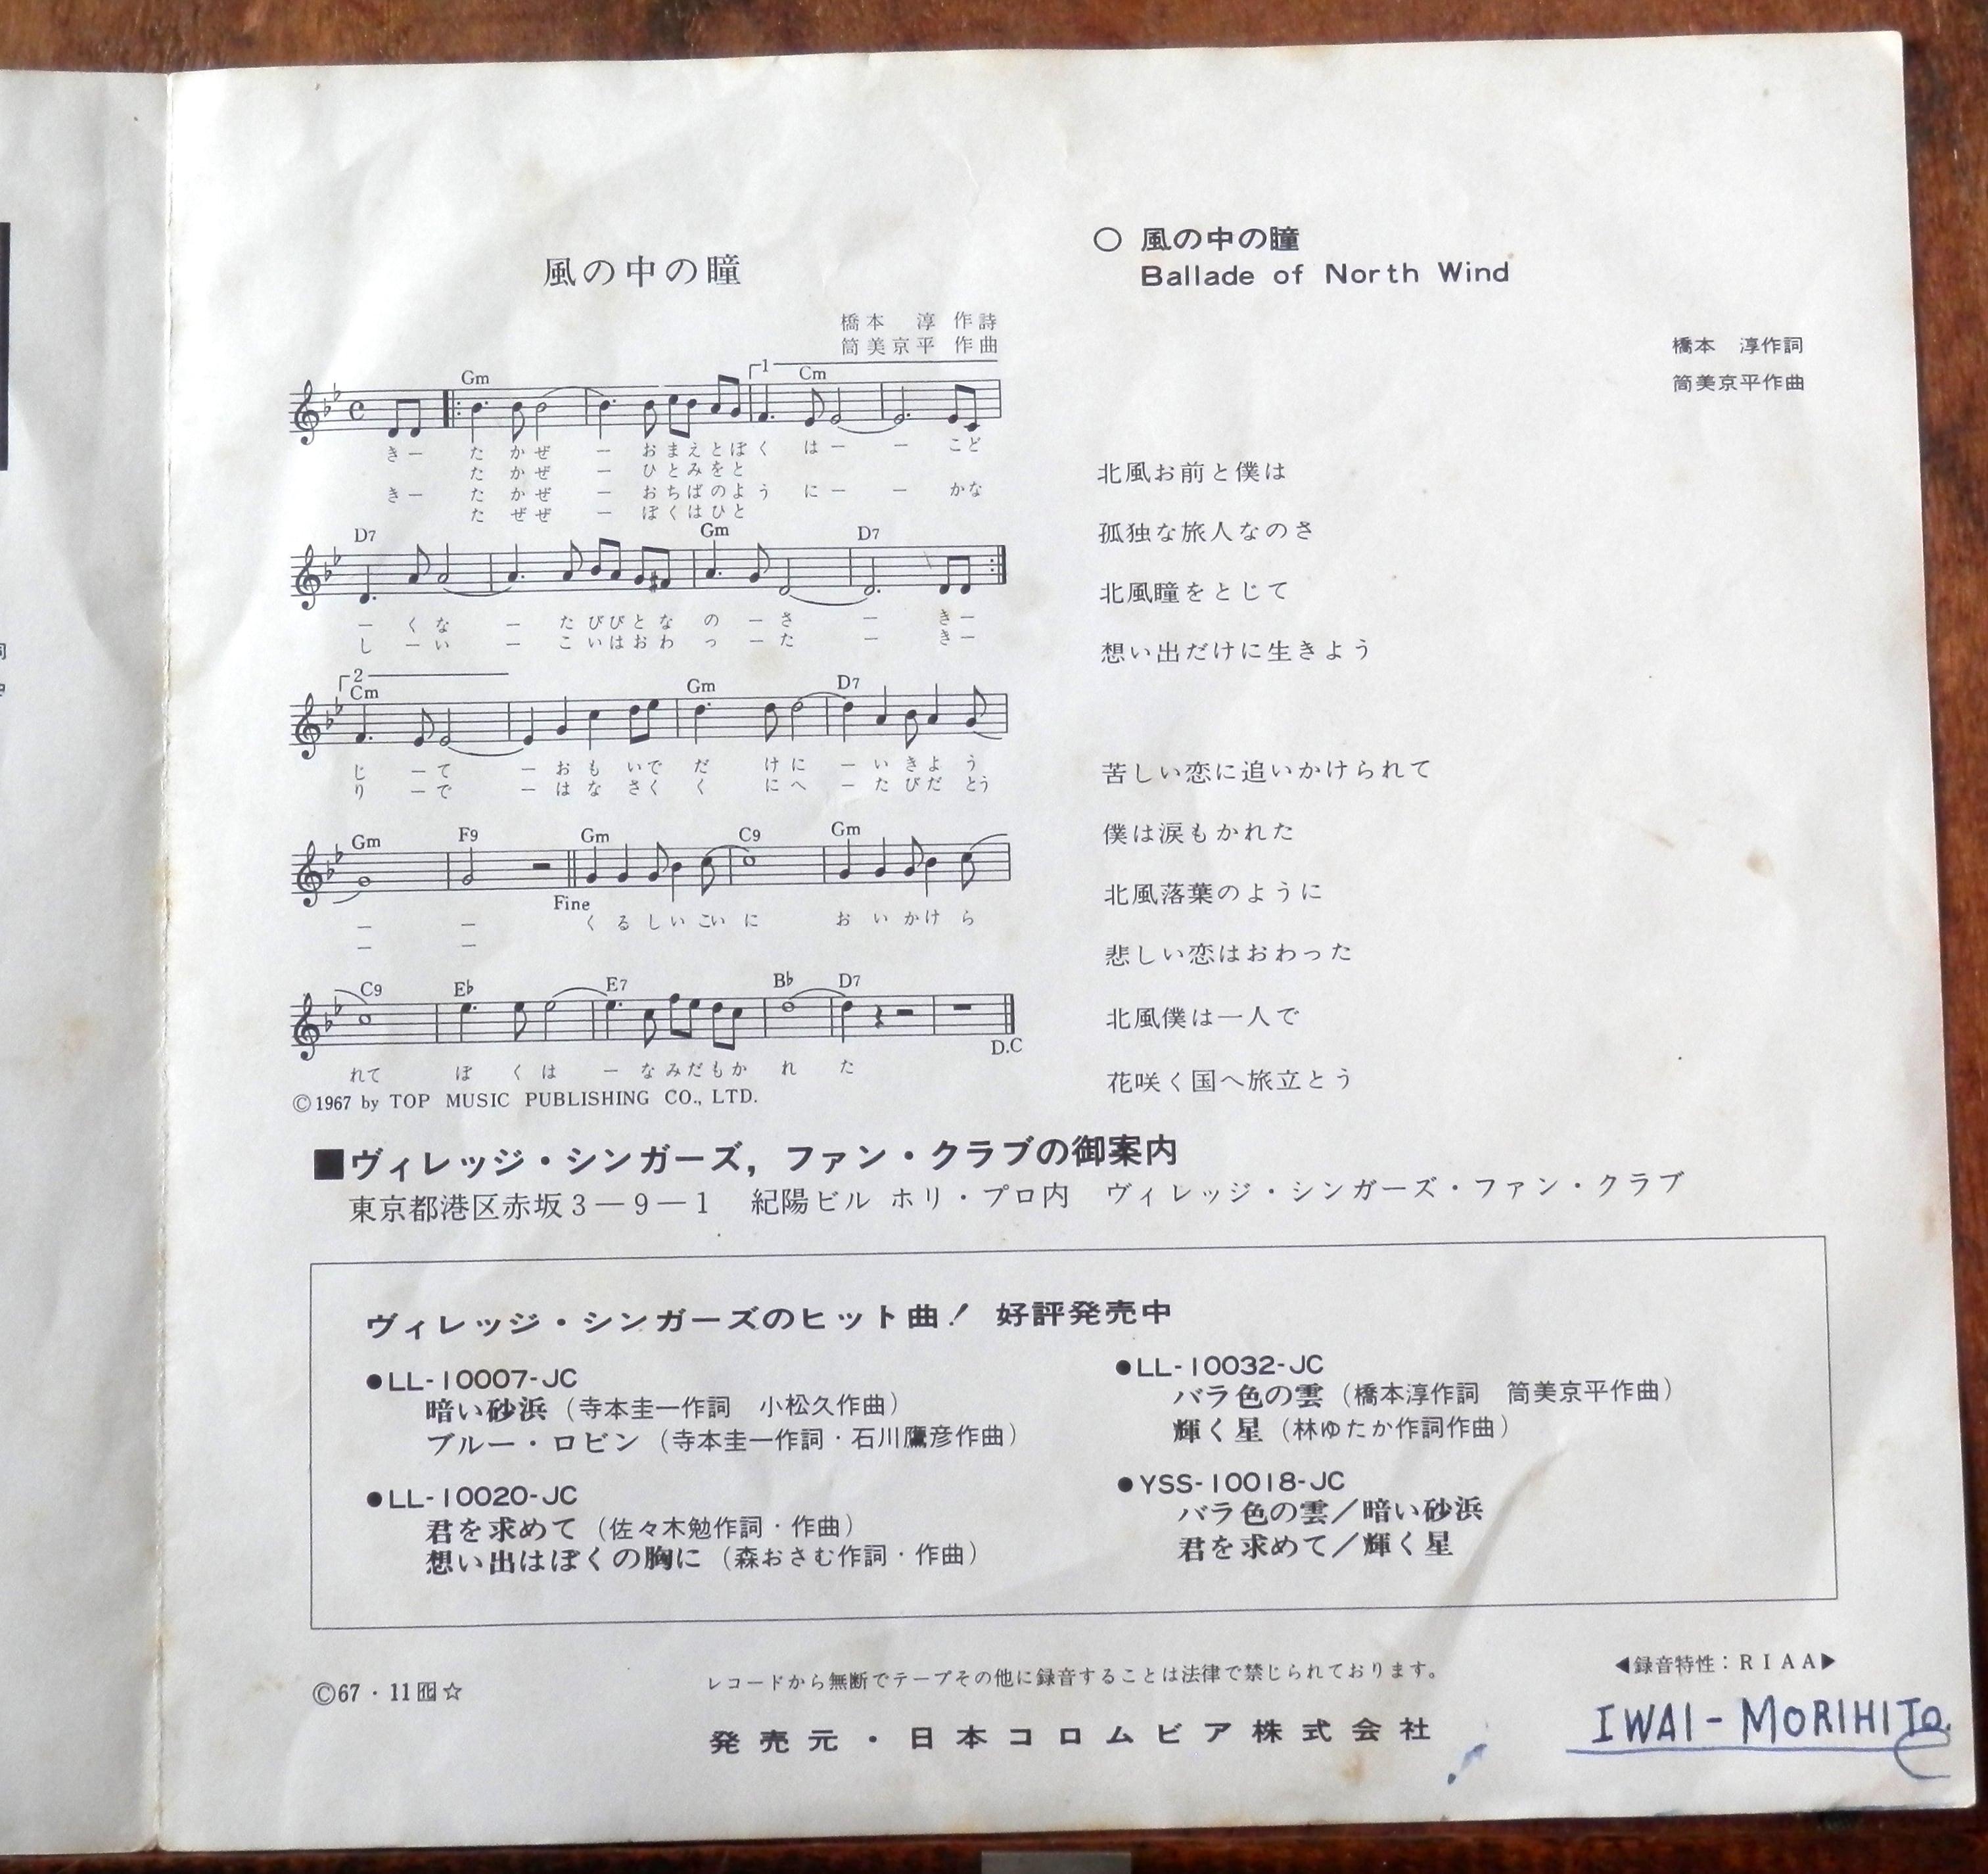 風の中の瞳
橋本 淳 作詩
筒美京平 作曲
1
Gm Cm
きー た かぜ ー おまえとぼく はー ー こど
た かぜ ー ひとみをと
きー た かぜ ー おちばのよう にー ー かな
た ぜぜ ー ぼくはひと
D7 Gm D7
ー くな ー たびびとな の ーさ ー きー
し ーい ー こいはおわ っ ーた ー きー
2
Cm Gm D7
じ ーて ー おも いで だ けに ー いきよ う
り ーで ー はな さく く にへ ー たびだ とう
Gm F9 Gm C9 Gm
Fine
ー ー くるしいこい に おいかけら
ー ー
C9 E♭ E7 B♭ D7
D.C
れて ぼ くは ー なみだもか れ た
©1967 by TOP MUSIC PUBLISHING CO., LTD.
○ 風の中の瞳
Ballade of North Wind
橋本 淳作詞
筒美京平作曲
北風お前と僕は
孤独な旅人なのさ
北風瞳をとじて
想い出だけに生きよう
苦しい恋に追いかけられて
僕は涙もかれた
北風落葉のように
悲しい恋はおわった
北風僕は一人で
花咲く国へ旅立とう
■ヴィレッジ・シンガーズ，ファン・クラブの御案内
東京都港区赤坂3－9－1 紀陽ビル ホリ・プロ内 ヴィレッジ・シンガーズ・ファン・クラブ
ヴィレッジ・シンガーズのヒット曲！ 好評発売中
●LL-10007-JC
暗い砂浜（寺本圭一作詞 小松久作曲）
ブルー・ロビン（寺本圭一作詞・石川鷹彦作曲）
●LL-10020-JC
君を求めて（佐々木勉作詞・作曲）
想い出はぼくの胸に（森おさむ作詞・作曲）
●LL-10032-JC
バラ色の雲（橋本淳作詞 筒美京平作曲）
輝く星（林ゆたか作詞作曲）
●YSS-10018-JC
バラ色の雲／暗い砂浜
君を求めて／輝く星
©67・11 ☆
レコードから無断でテープその他に録音することは法律で禁じられております。
◀録音特性：RIAA▶
発売元・日本コロムビア株式会社
IWAI-MORIHITO